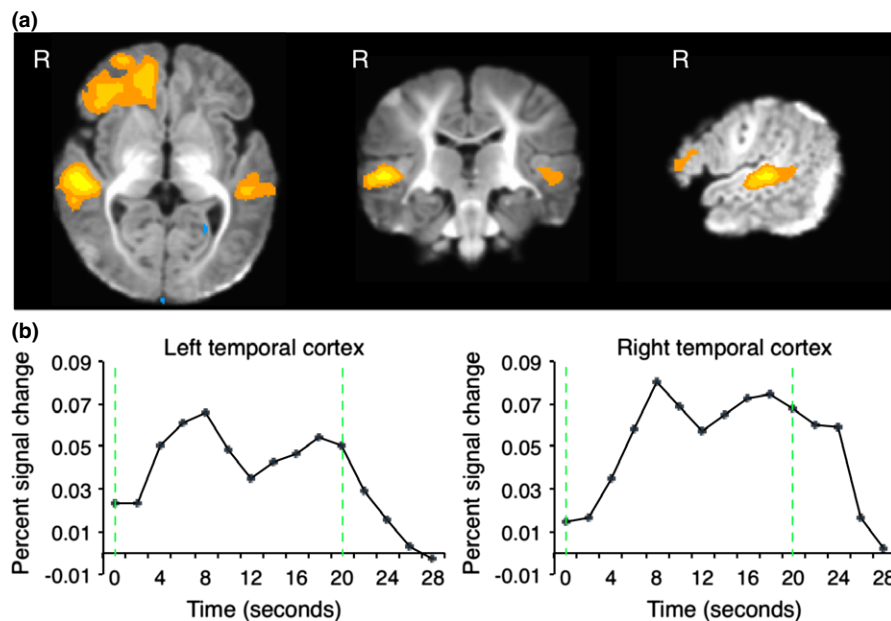 (a)
R
R
R
(b)
Left temporal cortex
Percent signal change
0.09
0.07
0.05
0.03
0.01
-0.01
0 4 8 12 16 20 24 28
Time (seconds)
Right temporal cortex
Percent signal change
0.09
0.07
0.05
0.03
0.01
-0.01
0 4 8 12 16 20 24 28
Time (seconds)